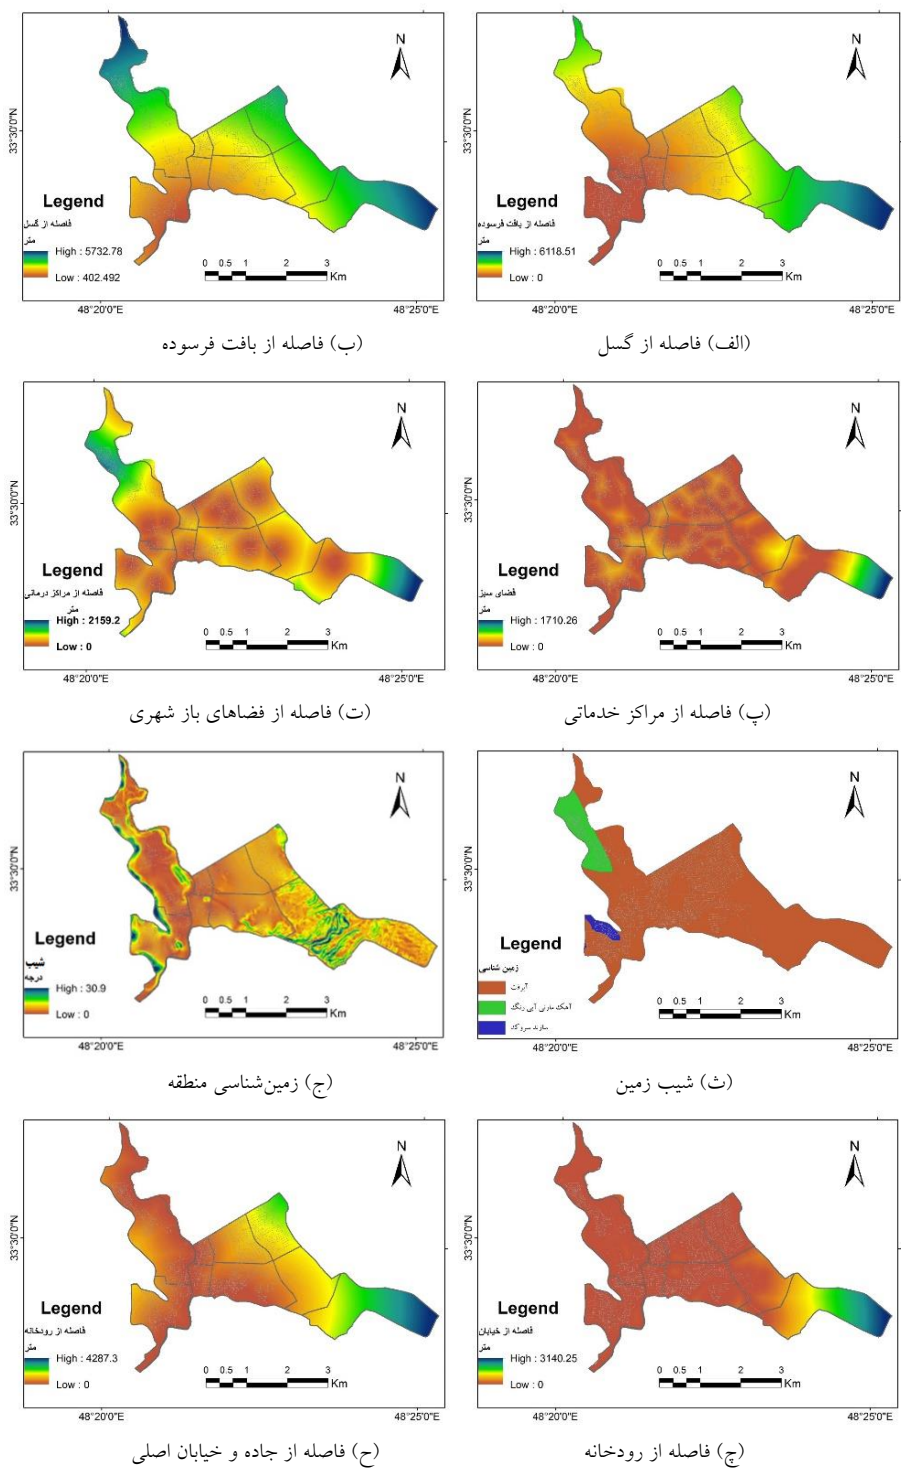 N
33°30'0"N
Legend
فاصله از بافت فرسوده
متر
High : 6118.51
Low : 0
0 0.5 1 2 3
Km
48°20'0"E 48°25'0"E
(الف) فاصله از گسل
N
33°30'0"N
Legend
فاصله از گسل
متر
High : 5732.78
Low : 402.492
0 0.5 1 2 3
Km
48°20'0"E 48°25'0"E
(ب) فاصله از بافت فرسوده
N
33°30'0"N
Legend
فضای سبز
متر
High : 1710.26
Low : 0
0 0.5 1 2 3
Km
48°20'0"E 48°25'0"E
(پ) فاصله از مراکز خدماتی
N
33°30'0"N
Legend
فاصله از مراکز درمانی
متر
High : 2159.2
Low : 0
0 0.5 1 2 3
Km
48°20'0"E 48°25'0"E
(ت) فاصله از فضاهای باز شهری
N
33°30'0"N
Legend
زمین شناسی
آبرفت
آهک مارنی آبی رنگ
سازند سروک
0 0.5 1 2 3
Km
48°20'0"E 48°25'0"E
(ث) شیب زمین
N
33°30'0"N
Legend
شیب
درجه
High : 30.9
Low : 0
0 0.5 1 2 3
Km
48°20'0"E 48°25'0"E
(ج) زمین‌شناسی منطقه
N
33°30'0"N
Legend
فاصله از خیابان
متر
High : 3140.25
Low : 0
0 0.5 1 2 3
Km
48°20'0"E 48°25'0"E
(چ) فاصله از رودخانه
N
33°30'0"N
Legend
فاصله از رودخانه
متر
High : 4287.3
Low : 0
0 0.5 1 2 3
Km
48°20'0"E 48°25'0"E
(ح) فاصله از جاده و خیابان اصلی